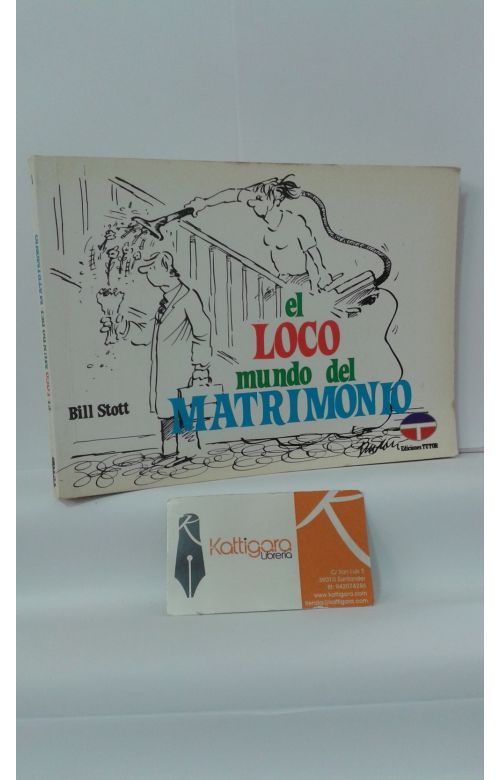 EL LOCO MUNDO DEL MATRIMONIO
el
LOCO
mundo del
MATRIMONIO
Bill Stott
Ediciones TUTOR
Kattigara
Librería
C/ San Luis 5
39010 Santander
www.kattigara.com